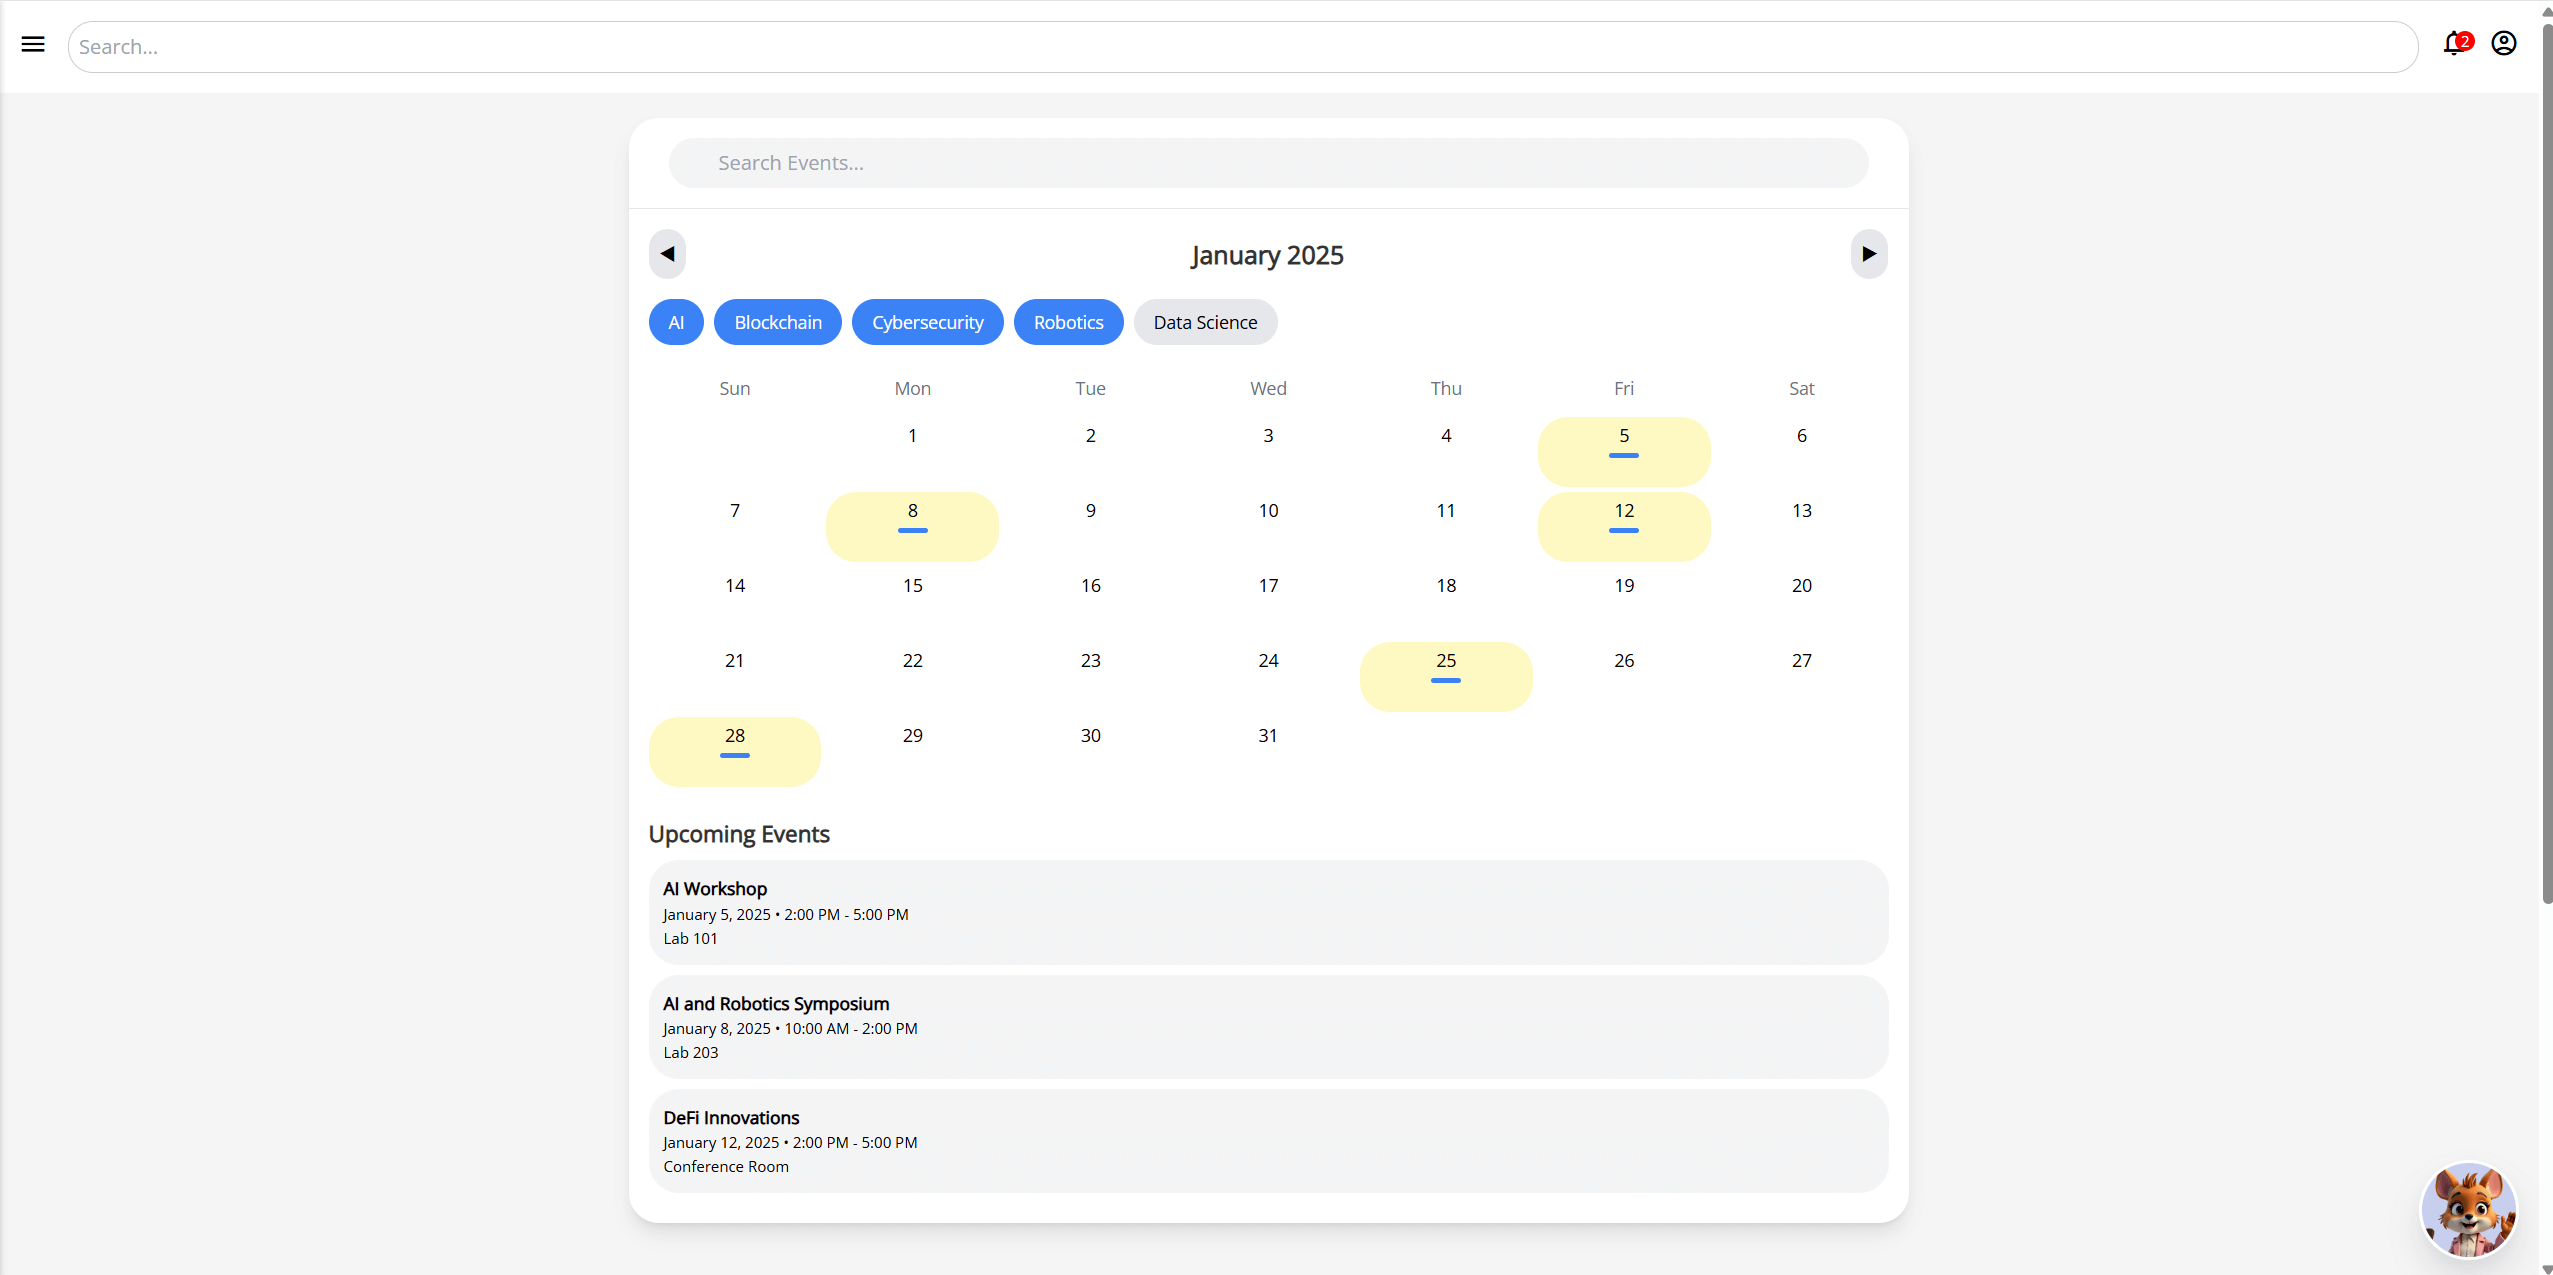 Search...
2
Search Events...
◀ January 2025 ▶
AI Blockchain Cybersecurity Robotics Data Science
Sun Mon Tue Wed Thu Fri Sat
1 2 3 4 5 6
7 8 9 10 11 12 13
14 15 16 17 18 19 20
21 22 23 24 25 26 27
28 29 30 31
Upcoming Events
AI Workshop
January 5, 2025 • 2:00 PM - 5:00 PM
Lab 101
AI and Robotics Symposium
January 8, 2025 • 10:00 AM - 2:00 PM
Lab 203
DeFi Innovations
January 12, 2025 • 2:00 PM - 5:00 PM
Conference Room